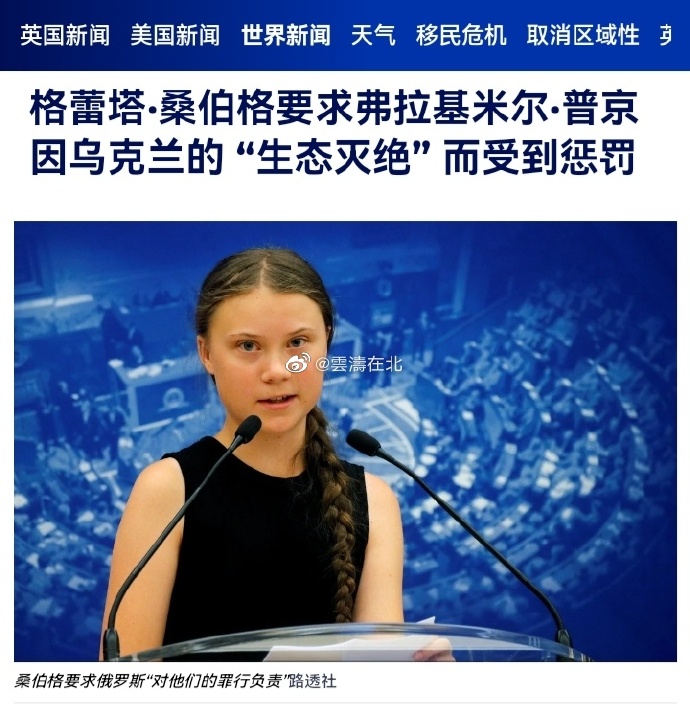 英国新闻 美国新闻 世界新闻 天气 移民危机 取消区域性
格蕾塔·桑伯格要求弗拉基米尔·普京
因乌克兰的“生态灭绝”而受到惩罚
@雲濤在北
桑伯格要求俄罗斯“对他们的罪行负责”路透社